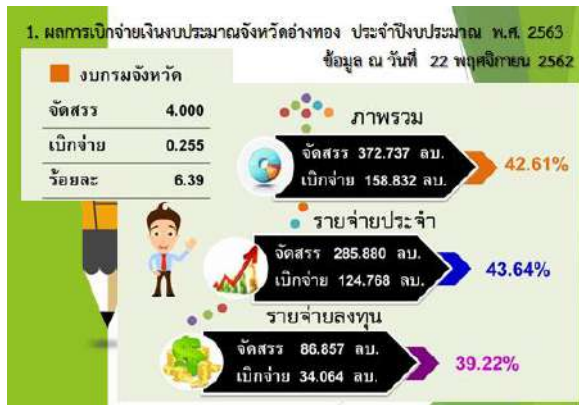 1. ผลการเบิกจ่ายเงินงบประมาณจังหวัดอ่างทอง ประจำปีงบประมาณ พ.ศ. 2563
ข้อมูล ณ วันที่ 22 พฤศจิกายน 2562
งบกรมจังหวัด
จัดสรร 4.000
เบิกจ่าย 0.255
ร้อยละ 6.39
ภาพรวม
จัดสรร 372.737 ลบ.
เบิกจ่าย 158.832 ลบ.
42.61%
รายจ่ายประจำ
จัดสรร 285.880 ลบ.
เบิกจ่าย 124.768 ลบ.
43.64%
รายจ่ายลงทุน
จัดสรร 86.857 ลบ.
เบิกจ่าย 34.064 ลบ.
39.22%